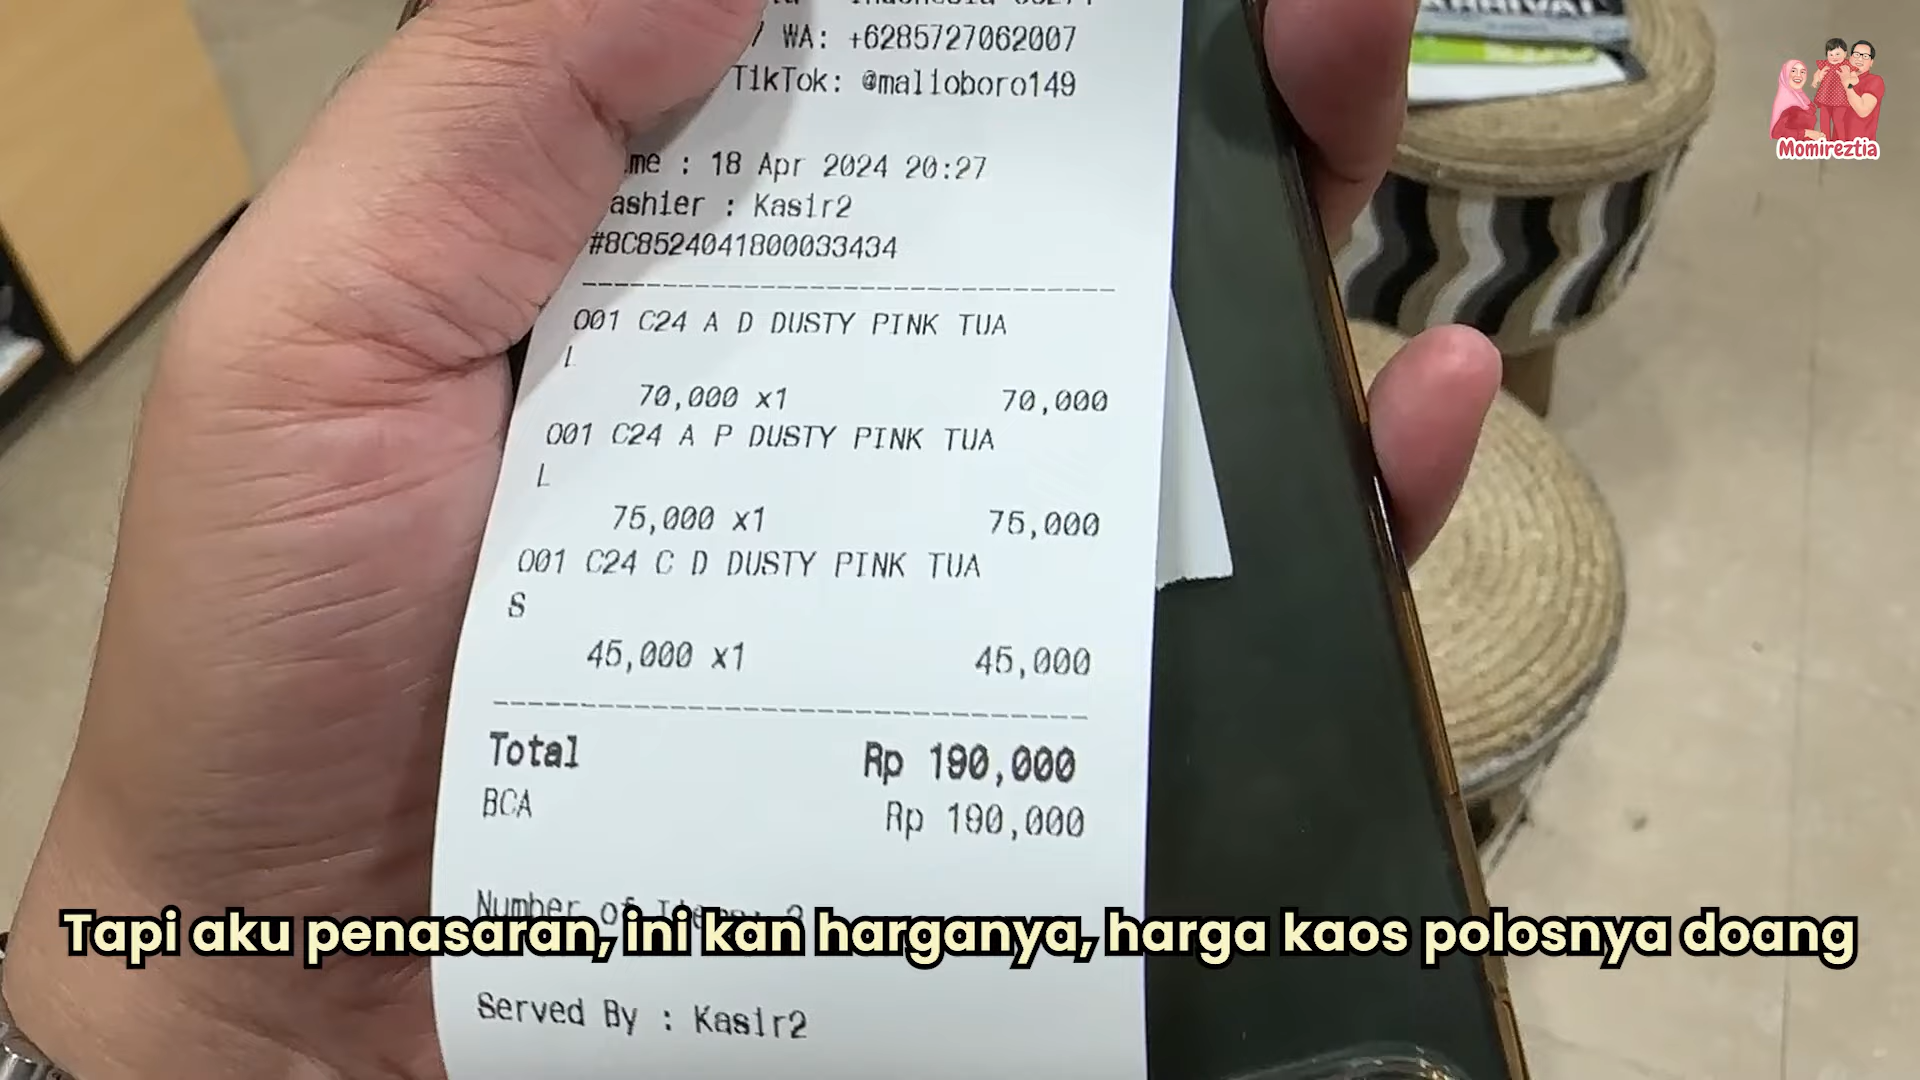 WA: +6285727062007
TikTok: @malioboro149
: 18 Apr 2024 20:27
: Kasir2
#8C8524041800033434
001 C24 A D DUSTY PINK TUA
L
70,000 x1 70,000
001 C24 A P DUSTY PINK TUA
L
75,000 x1 75,000
001 C24 C D DUSTY PINK TUA
S
45,000 x1 45,000
Total Rp 190,000
BCA Rp 190,000
Number of
Tapi aku penasaran, ini kan harganya, harga kaos polosnya doang
Served By : Kasir2
Momireztia